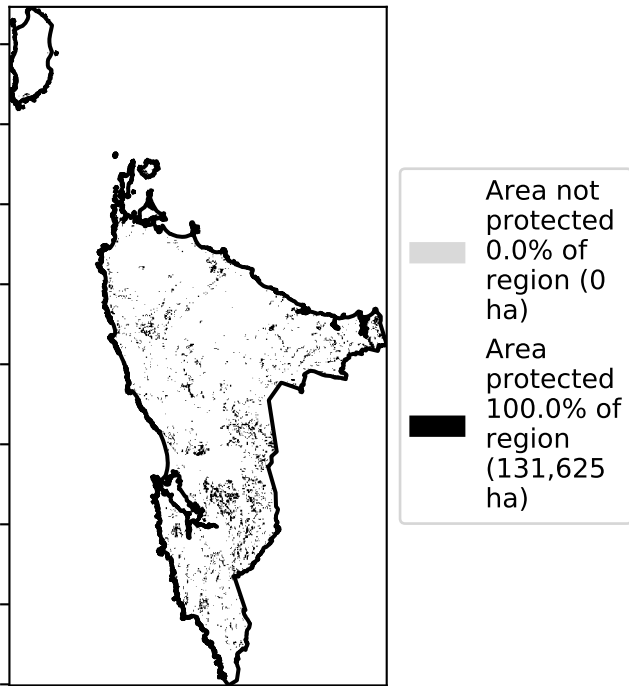 Area not
protected
0.0% of
region (0
ha)
Area
protected
100.0% of
region
(131,625
ha)